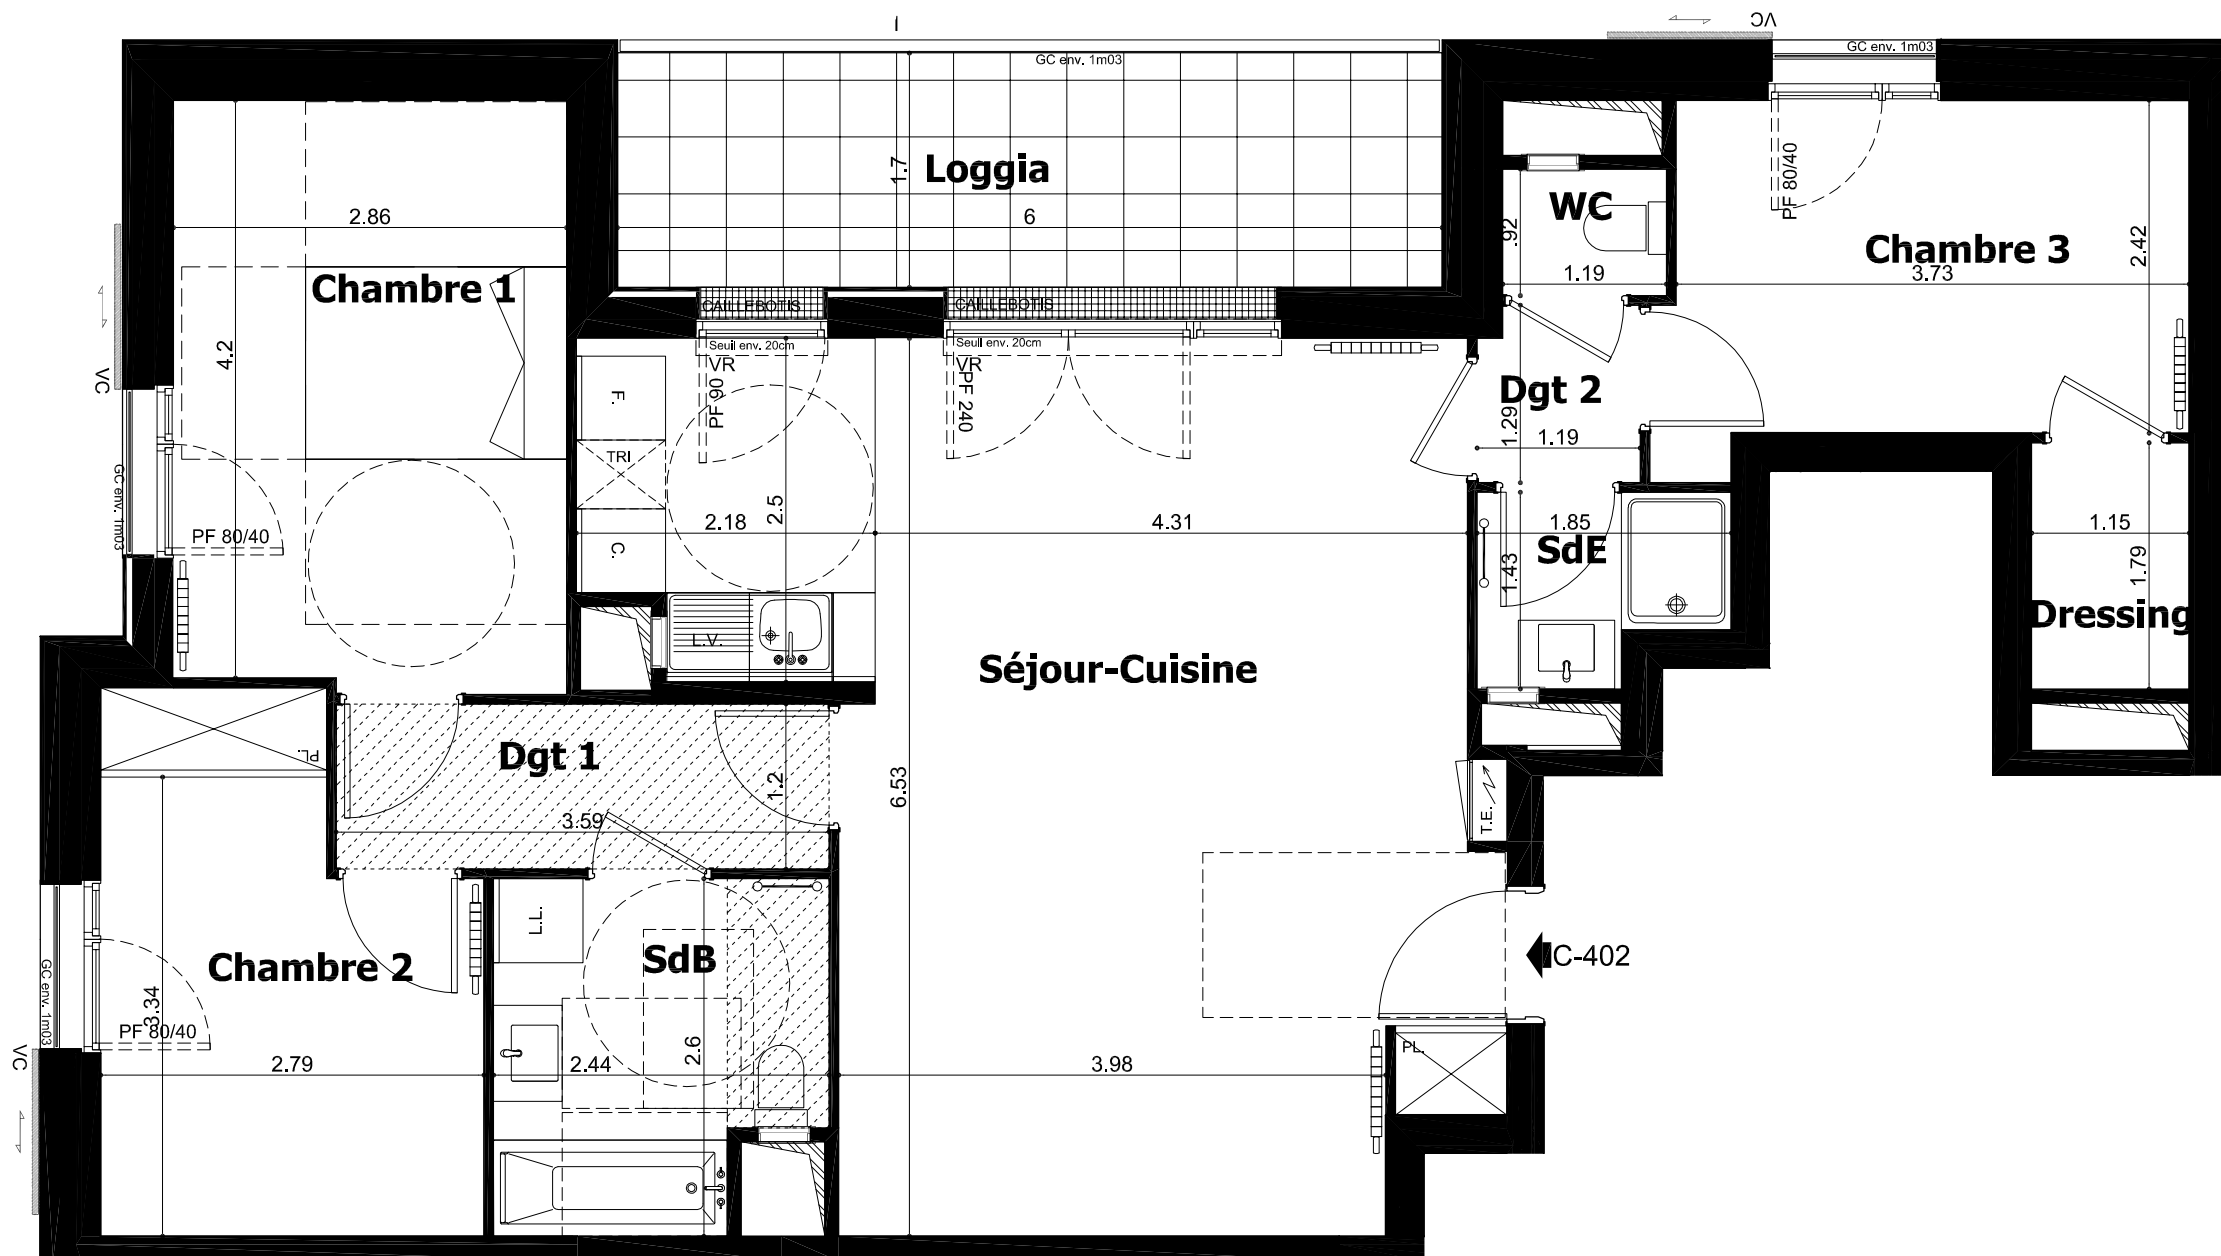 VC
GC env. 1m03
GC env. 1m03
1.7
Loggia
6
WC
.92
1.19
PF 80/40
Chambre 3
3.73
2.42
2.86
Chambre 1
4.2
VC
GC env. 1m03
PF 80/40
CAILLEBOTIS
CAILLEBOTIS
Seuil env. 20cm
VR
PF 90
Seuil env. 20cm
VR
PF 240
F.
TRI
C.
2.18
2.5
4.31
L.V.
Dgt 2
1.29
1.19
1.85
SdE
1.43
1.15
1.79
Dressing
Séjour-Cuisine
PL.
Dgt 1
3.59
1.2
6.53
T.E.
C-402
Chambre 2
3.34
GC env. 1m03
PF 80/40
VC
2.79
L.L.
SdB
2.44
2.6
3.98
PL.